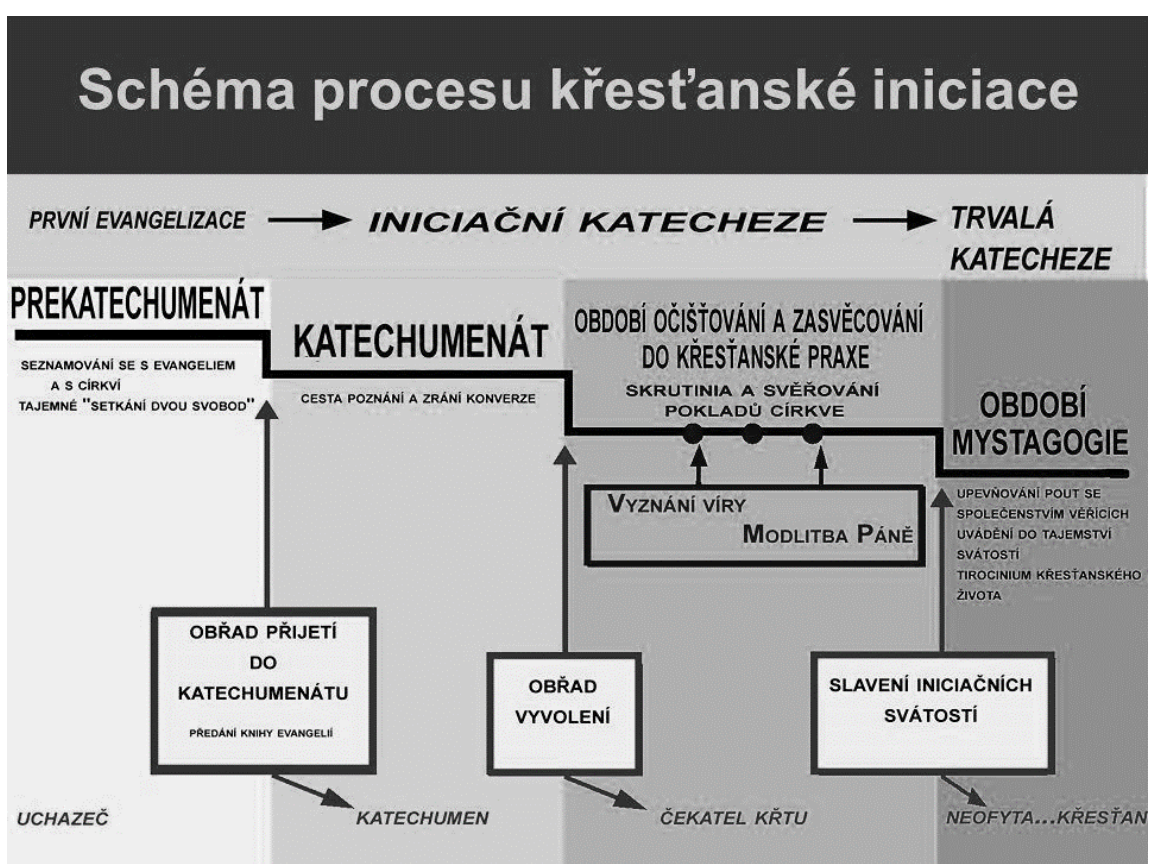 Schéma procesu křesťanské iniciace
PRVNÍ EVANGELIZACE
INICIAČNÍ KATECHEZE
TRVALÁ
KATECHEZE
PREKATECHUMENÁT
SEZNAMOVÁNÍ SE S EVANGELIEM
A S CÍRKVÍ
TAJEMNÉ "SETKÁNÍ DVOU SVOBOD"
KATECHUMENÁT
CESTA POZNÁNÍ A ZRÁNÍ KONVERZE
OBDOBÍ OČIŠŤOVÁNÍ A ZASVĚCOVÁNÍ
DO KŘESŤANSKÉ PRAXE
SKRUTINIA A SVĚŘOVÁNÍ
POKLADŮ CÍRKVE
VYZNÁNÍ VÍRY
MODLITBA PÁNĚ
OBDOBÍ
MYSTAGOGIE
UPEVŇOVÁNÍ POUT SE
SPOLEČENSTVÍM VĚŘÍCÍCH
UVÁDĚNÍ DO TAJEMSTVÍ
SVÁTOSTÍ
TIROCINIUM KŘESŤANSKÉHO
ŽIVOTA
OBŘAD PŘIJETÍ
DO
KATECHUMENÁTU
PŘEDÁNÍ KNIHY EVANGELIÍ
OBŘAD
VYVOLENÍ
SLAVENÍ INICIAČNÍCH
SVÁTOSTÍ
UCHAZEČ
KATECHUMEN
ČEKATEL KŘTU
NEOFYTA...KŘESŤAN